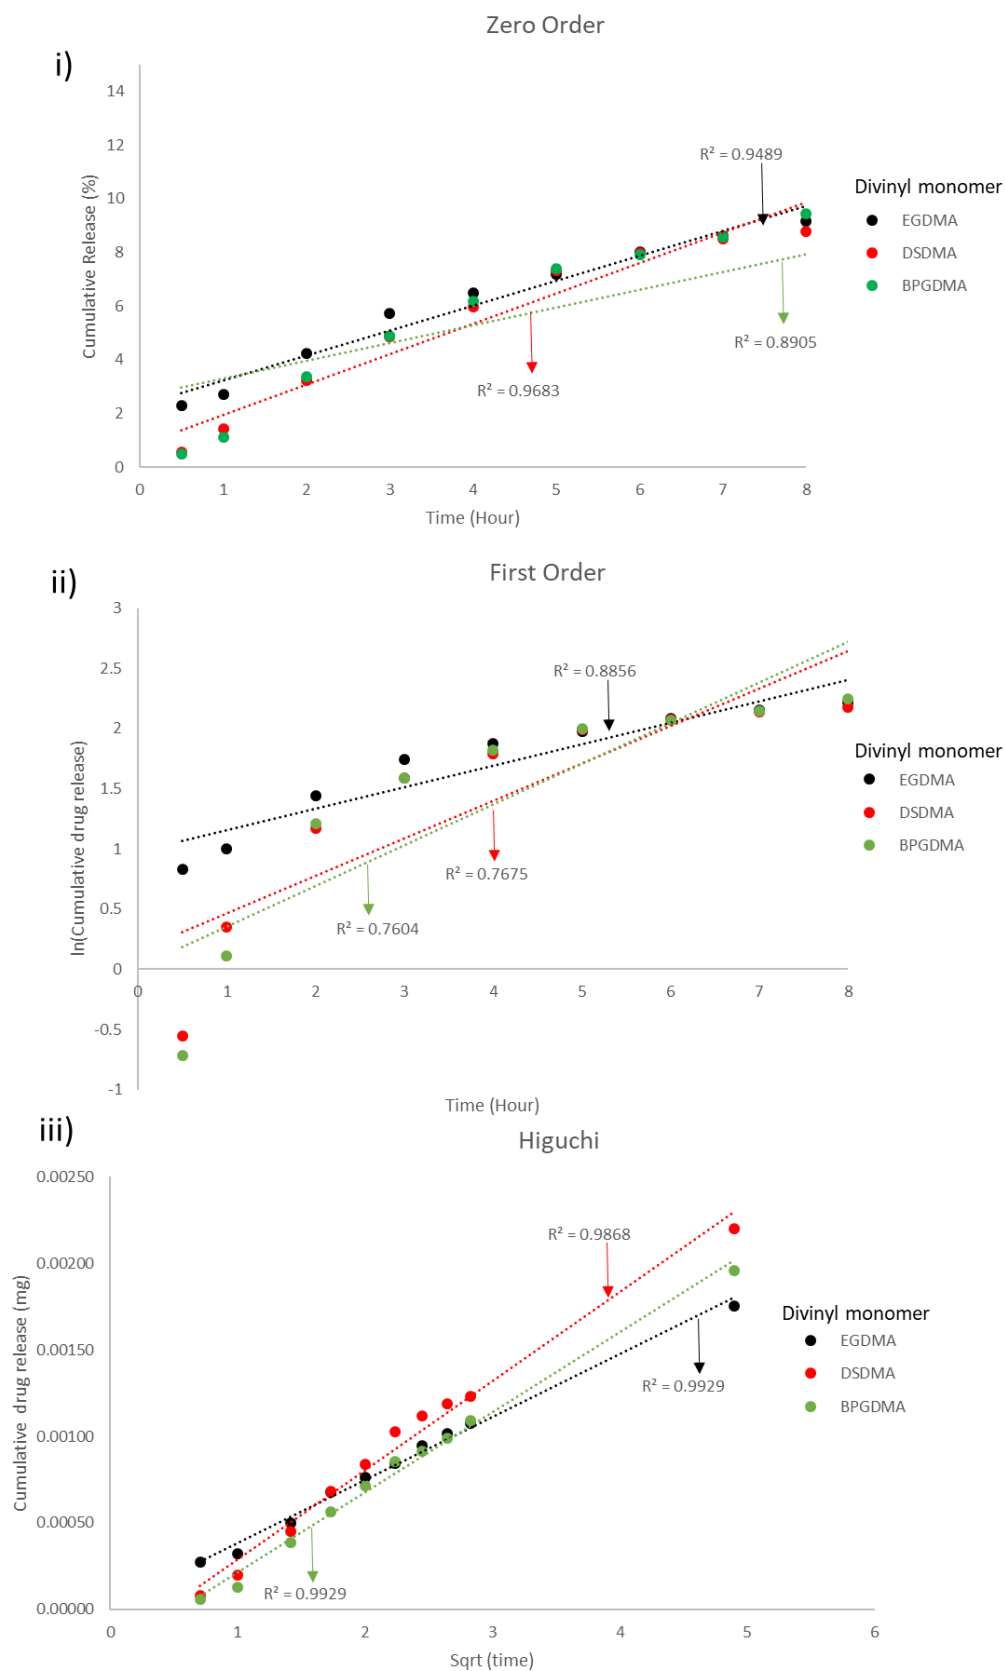 Zero Order
i)
14
12
10
8
6
4
2
0
Cumulative Release (%)
R² = 0.9489
R² = 0.9683
R² = 0.8905
0 1 2 3 4 5 6 7 8
Time (Hour)
Divinyl monomer
EGDMA
DSDMA
BPGDMA
First Order
ii)
3
2.5
2
1.5
1
0.5
0
-0.5
-1
ln(Cumulative drug release)
R² = 0.8856
R² = 0.7675
R² = 0.7604
0 1 2 3 4 5 6 7 8
Time (Hour)
Divinyl monomer
EGDMA
DSDMA
BPGDMA
iii)
Higuchi
0.00250
0.00200
0.00150
0.00100
0.00050
0.00000
Cumulative drug release (mg)
R² = 0.9868
R² = 0.9929
R² = 0.9929
0 1 2 3 4 5 6
Sqrt (time)
Divinyl monomer
EGDMA
DSDMA
BPGDMA